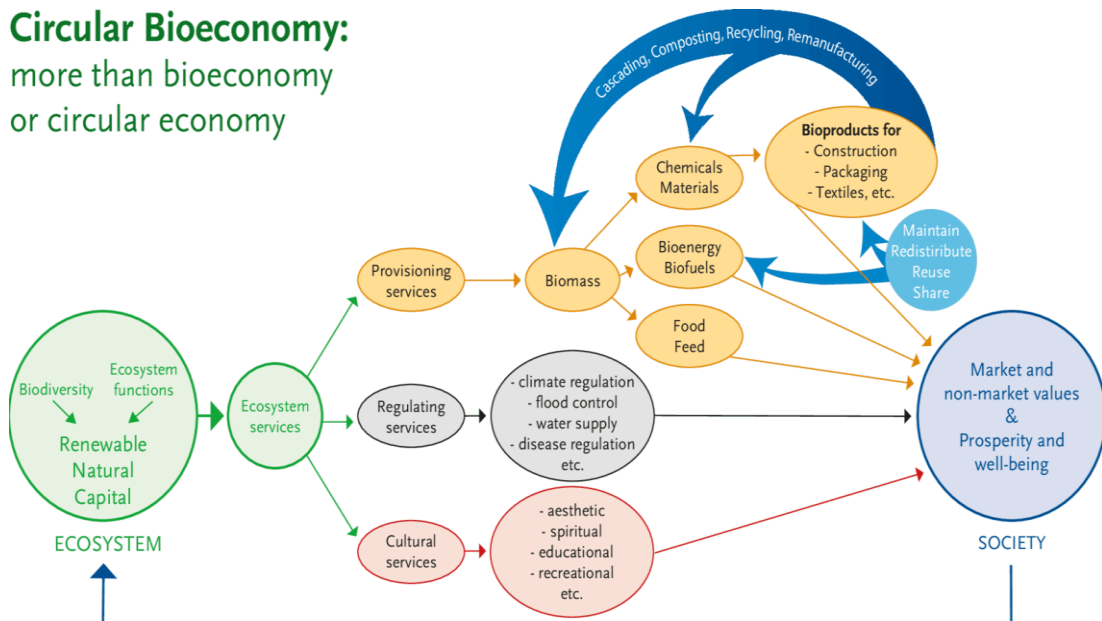 Circular Bioeconomy:
more than bioeconomy
or circular economy
Cascading, Composting, Recycling, Remanufacturing
Bioproducts for
- Construction
- Packaging
- Textiles, etc.
Chemicals
Materials
Maintain
Redistiribute
Reuse
Share
Bioenergy
Biofuels
Provisioning
services
Biomass
Food
Feed
Biodiversity
Ecosystem
functions
Renewable
Natural
Capital
ECOSYSTEM
Ecosystem
services
Regulating
services
- climate regulation
- flood control
- water supply
- disease regulation
etc.
Cultural
services
- aesthetic
- spiritual
- educational
- recreational
etc.
Market and
non-market values
&
Prosperity and
well-being
SOCIETY